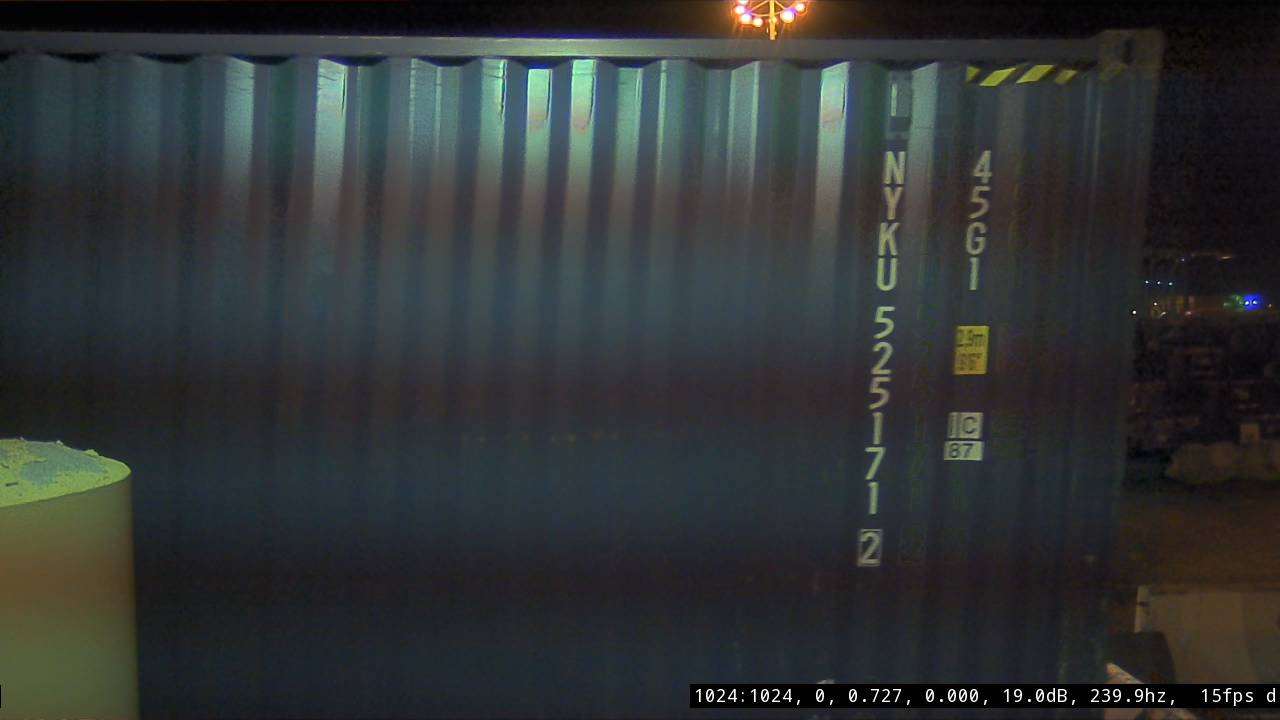 NYKU 525171 2
45G1
2.9m
9'6"
IC
87
1024:1024, 0, 0.727, 0.000, 19.0dB, 239.9hz, 15fps d